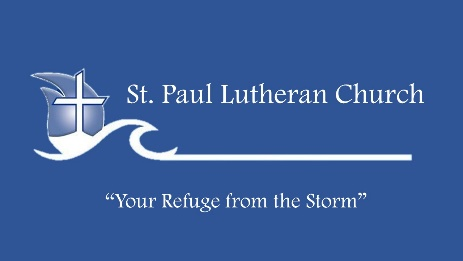 St. Paul Lutheran Church
“Your Refuge from the Storm”